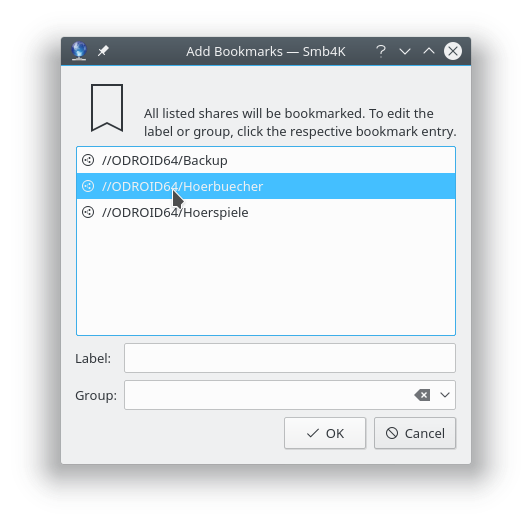 Add Bookmarks — Smb4K
All listed shares will be bookmarked. To edit the
label or group, click the respective bookmark entry.
//ODROID64/Backup
//ODROID64/Hoerbuecher
//ODROID64/Hoerspiele
Label:
Group:
OK
Cancel